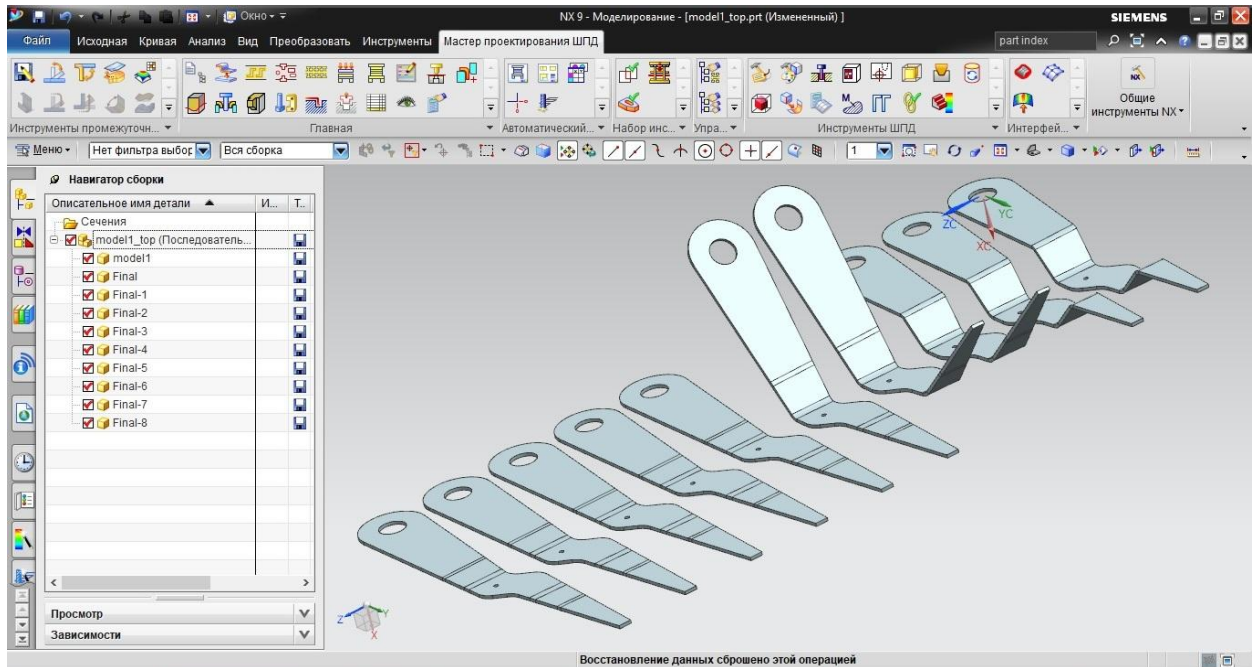 Окно
NX 9 - Моделирование - [model1_top.prt (Измененный) ]
SIEMENS
Файл Исходная Кривая Анализ Вид Преобразовать Инструменты Мастер проектирования ШПД
part index
Общие
инструменты NX
Инструменты промежуточн... Главная Автоматический... Набор инс... Упра... Инструменты ШПД Интерфей...
Меню Нет фильтра выбор Вся сборка 1
Навигатор сборки
Описательное имя детали И... Т...
Сечения
model1_top (Последователь...
model1
Final
Final-1
Final-2
Final-3
Final-4
Final-5
Final-6
Final-7
Final-8
Просмотр
Зависимости
ZC
YC
XC
Z
Y
X
Восстановление данных сброшено этой операцией